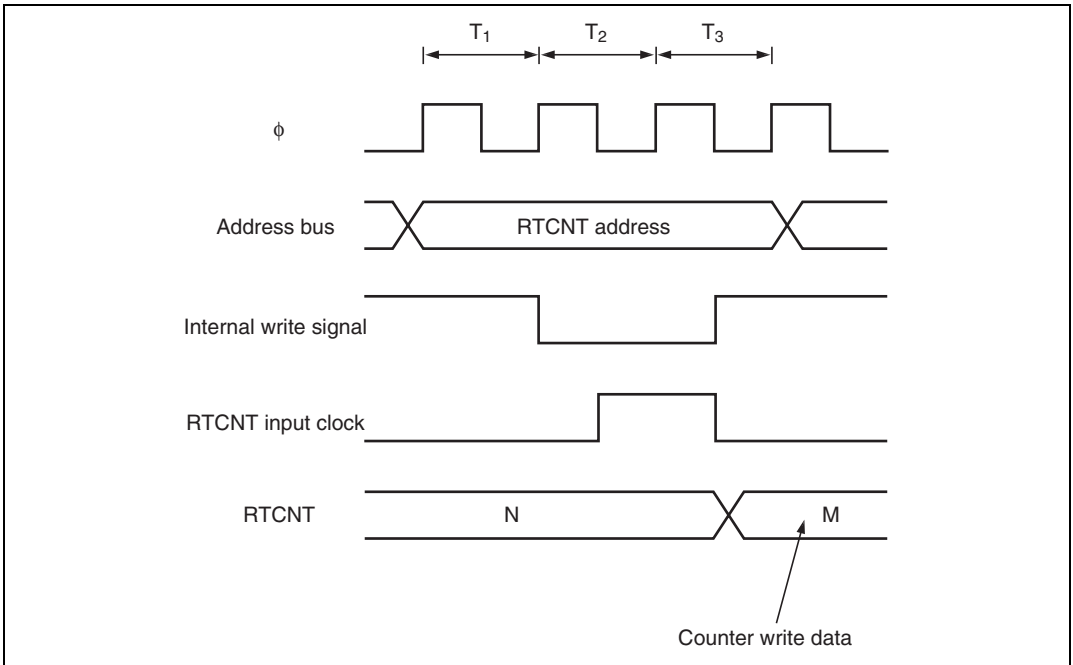 T₁ T₂ T₃
ϕ
Address bus RTCNT address
Internal write signal
RTCNT input clock
RTCNT N M
Counter write data